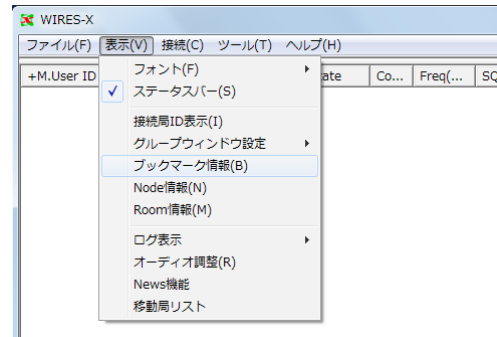 WIRES-X
ファイル(F) 表示(V) 接続(C) ツール(T) ヘルプ(H)
+M.User ID ate Co... Freq(... SQ
フォント(F)
ステータスバー(S)
接続局ID表示(I)
グループウィンドウ設定
ブックマーク情報(B)
Node情報(N)
Room情報(M)
ログ表示
オーディオ調整(R)
News機能
移動局リスト